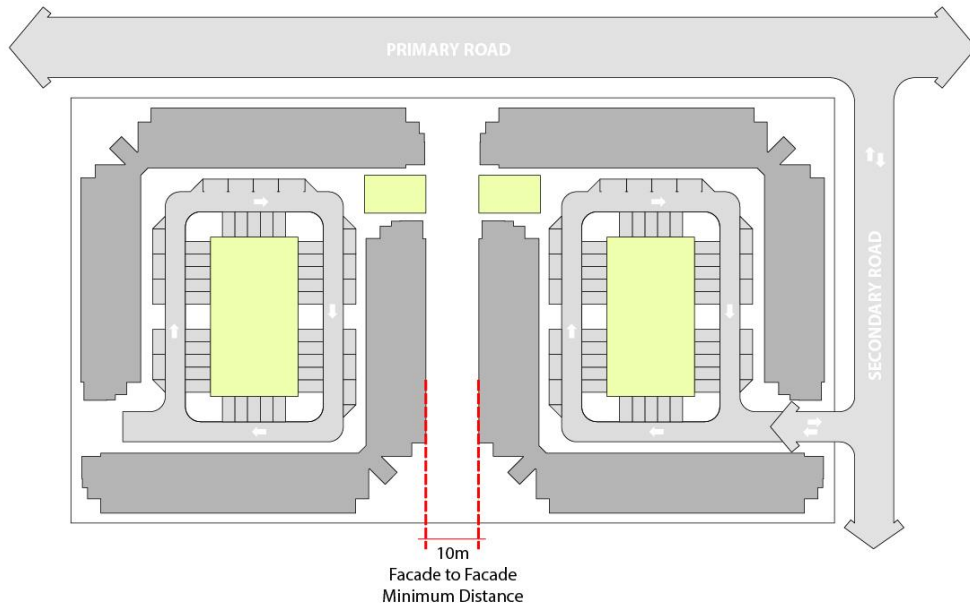 PRIMARY ROAD
SECONDARY ROAD
10m
Facade to Facade
Minimum Distance